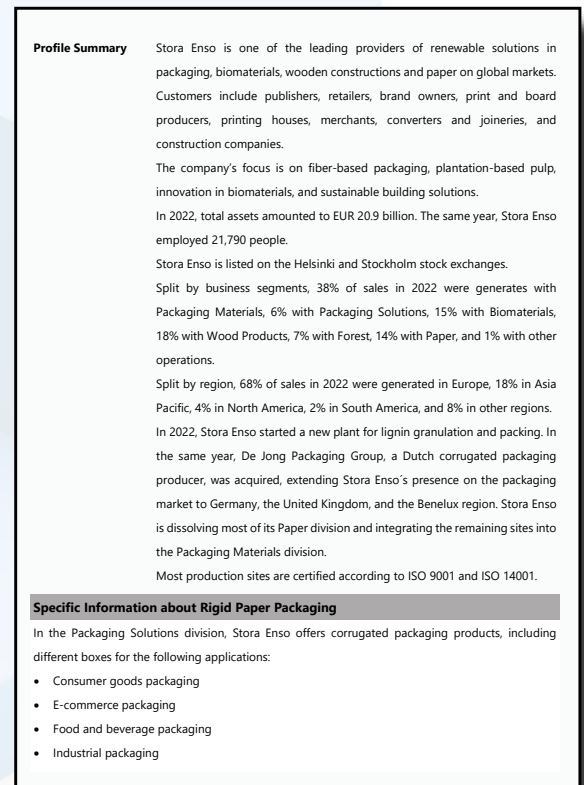 Profile Summary Stora Enso is one of the leading providers of renewable solutions in
packaging, biomaterials, wooden constructions and paper on global markets.
Customers include publishers, retailers, brand owners, print and board
producers, printing houses, merchants, converters and joineries, and
construction companies.
The company's focus is on fiber-based packaging, plantation-based pulp,
innovation in biomaterials, and sustainable building solutions.
In 2022, total assets amounted to EUR 20.9 billion. The same year, Stora Enso
employed 21,790 people.
Stora Enso is listed on the Helsinki and Stockholm stock exchanges.
Split by business segments, 38% of sales in 2022 were generates with
Packaging Materials, 6% with Packaging Solutions, 15% with Biomaterials,
18% with Wood Products, 7% with Forest, 14% with Paper, and 1% with other
operations.
Split by region, 68% of sales in 2022 were generated in Europe, 18% in Asia
Pacific, 4% in North America, 2% in South America, and 8% in other regions.
In 2022, Stora Enso started a new plant for lignin granulation and packing. In
the same year, De Jong Packaging Group, a Dutch corrugated packaging
producer, was acquired, extending Stora Enso´s presence on the packaging
market to Germany, the United Kingdom, and the Benelux region. Stora Enso
is dissolving most of its Paper division and integrating the remaining sites into
the Packaging Materials division.
Most production sites are certified according to ISO 9001 and ISO 14001.
Specific Information about Rigid Paper Packaging
In the Packaging Solutions division, Stora Enso offers corrugated packaging products, including
different boxes for the following applications:
• Consumer goods packaging
• E-commerce packaging
• Food and beverage packaging
• Industrial packaging